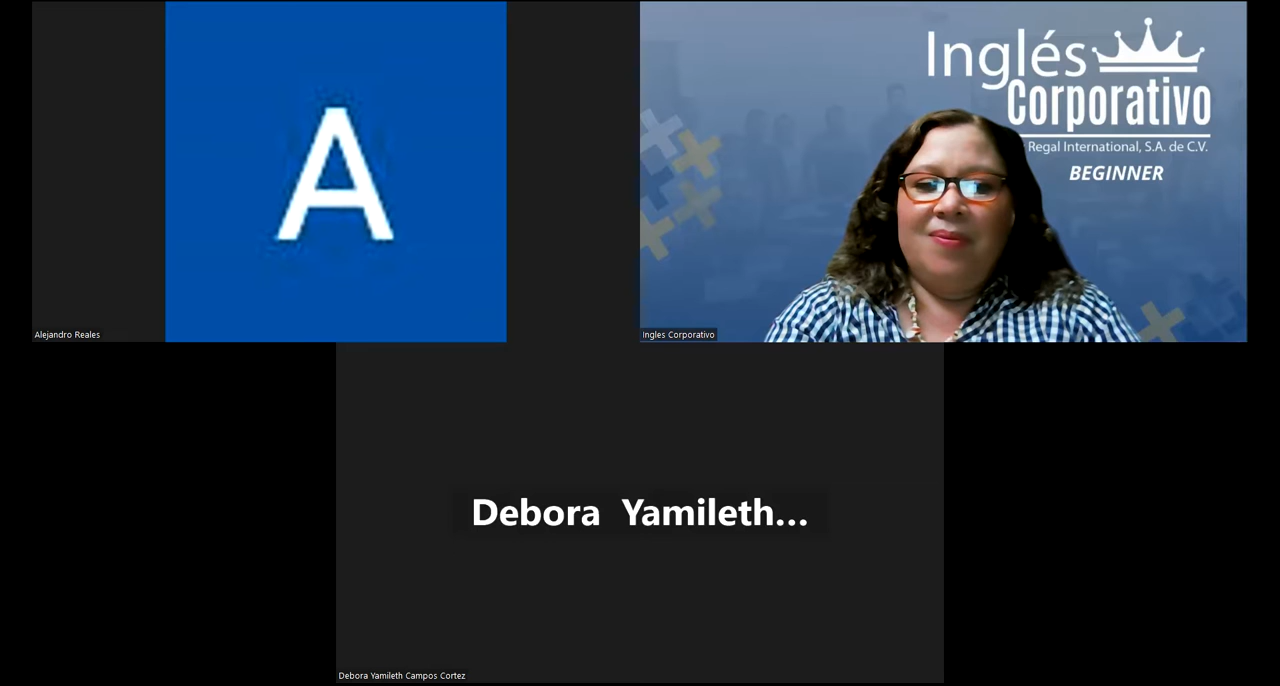 A
Alejandro Reales
Inglés
Corporativo
Regal International, S.A. de C.V.
BEGINNER
Ingles Corporativo
Debora Yamileth...
Debora Yamileth Campos Cortez